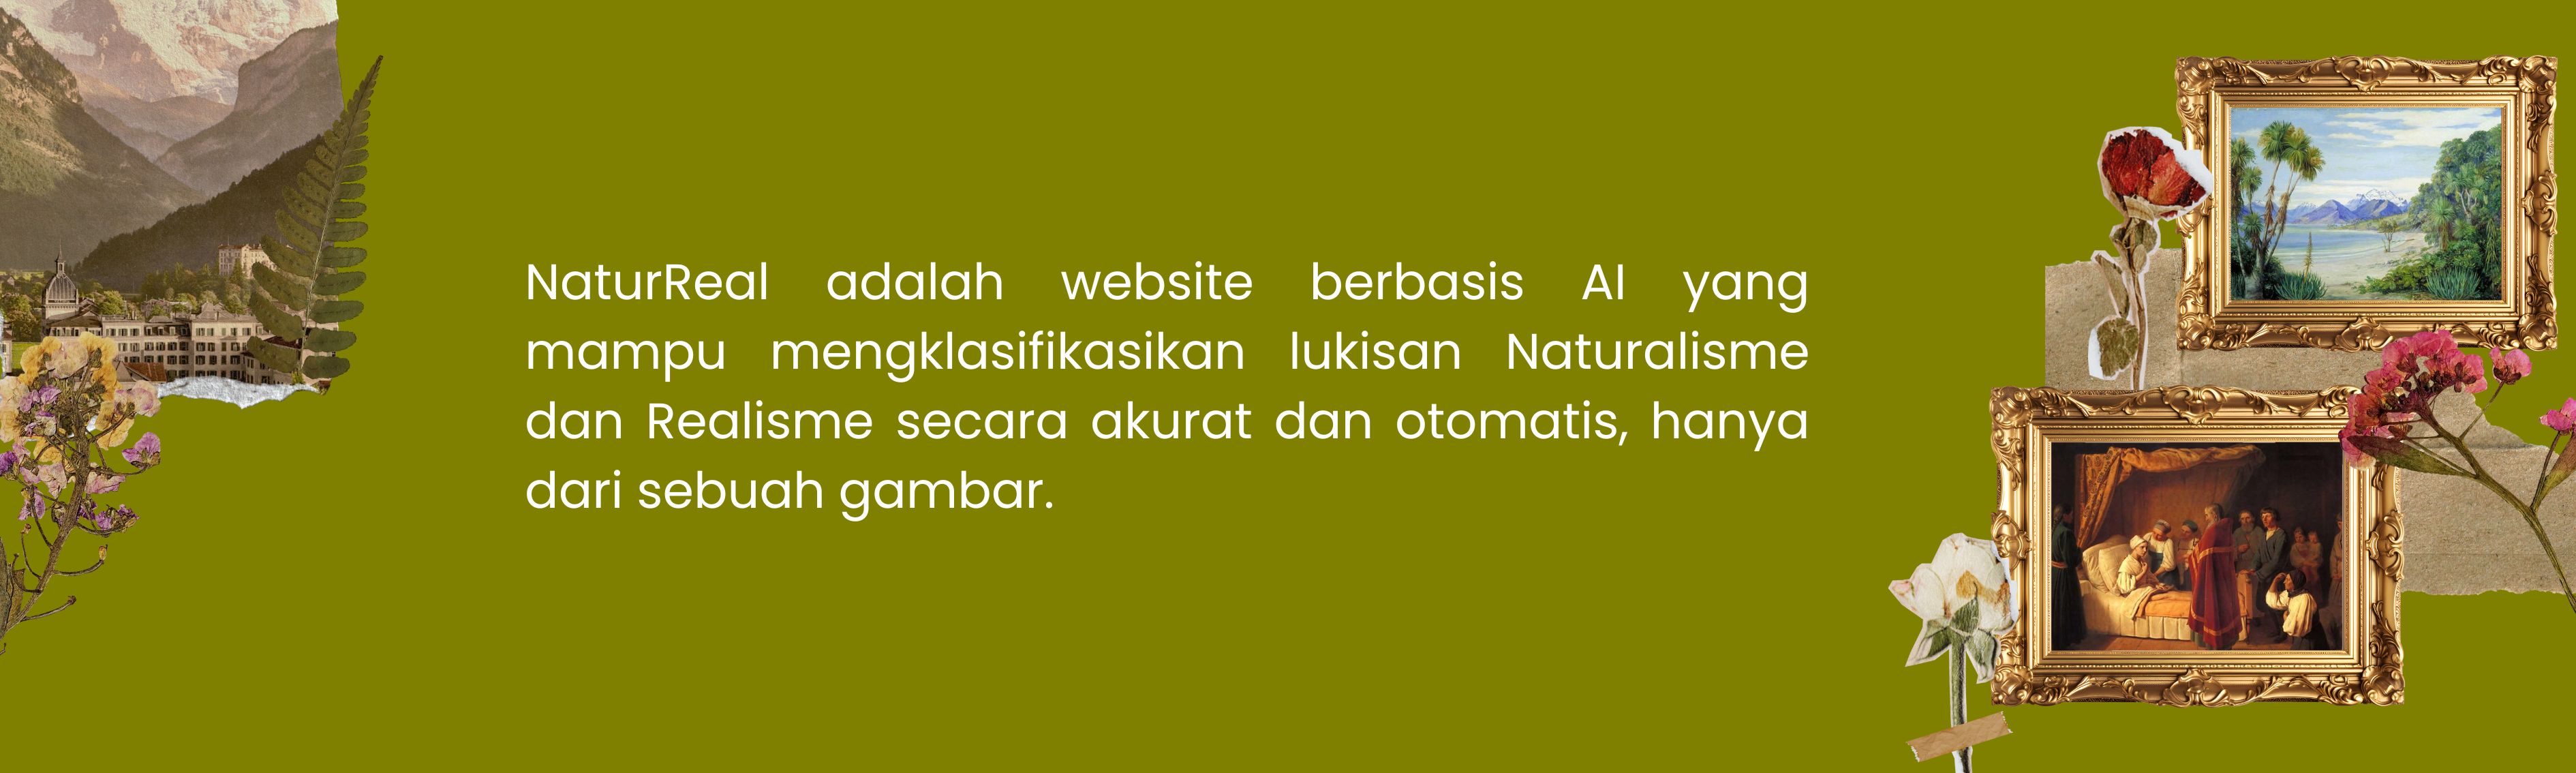 NaturReal adalah website berbasis AI yang
mampu mengklasifikasikan lukisan Naturalisme
dan Realisme secara akurat dan otomatis, hanya
dari sebuah gambar.